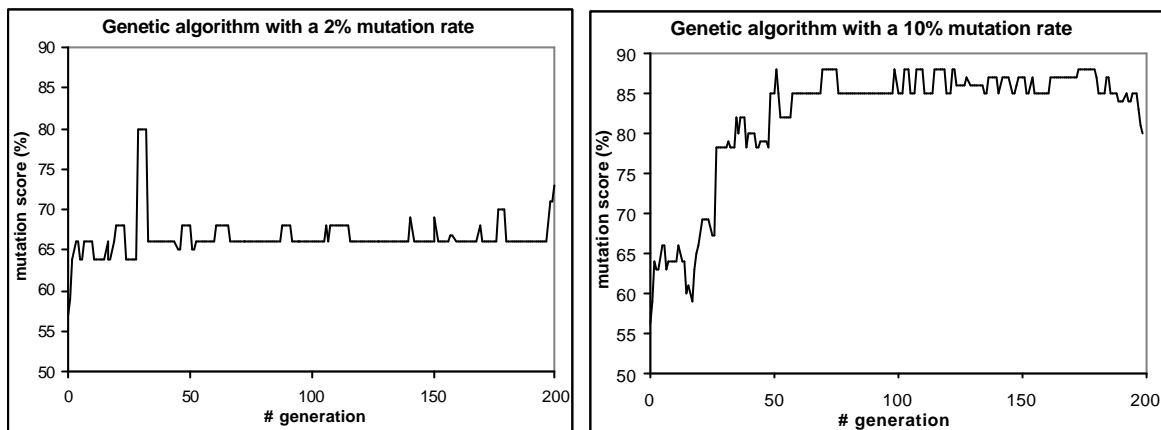 Genetic algorithm with a 2% mutation rate
90
85
80
75
70
65
60
55
50
mutation score (%)
0 50 100 150 200
# generation
Genetic algorithm with a 10% mutation rate
90
85
80
75
70
65
60
55
50
mutation score (%)
0 50 100 150 200
# generation